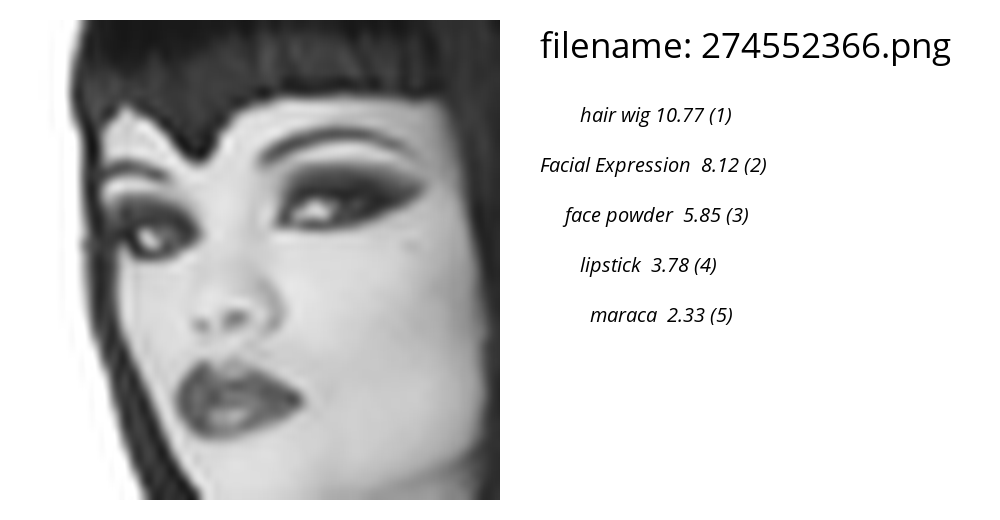 filename: 274552366.png
hair wig 10.77 (1)
Facial Expression 8.12 (2)
face powder 5.85 (3)
lipstick 3.78 (4)
maraca 2.33 (5)